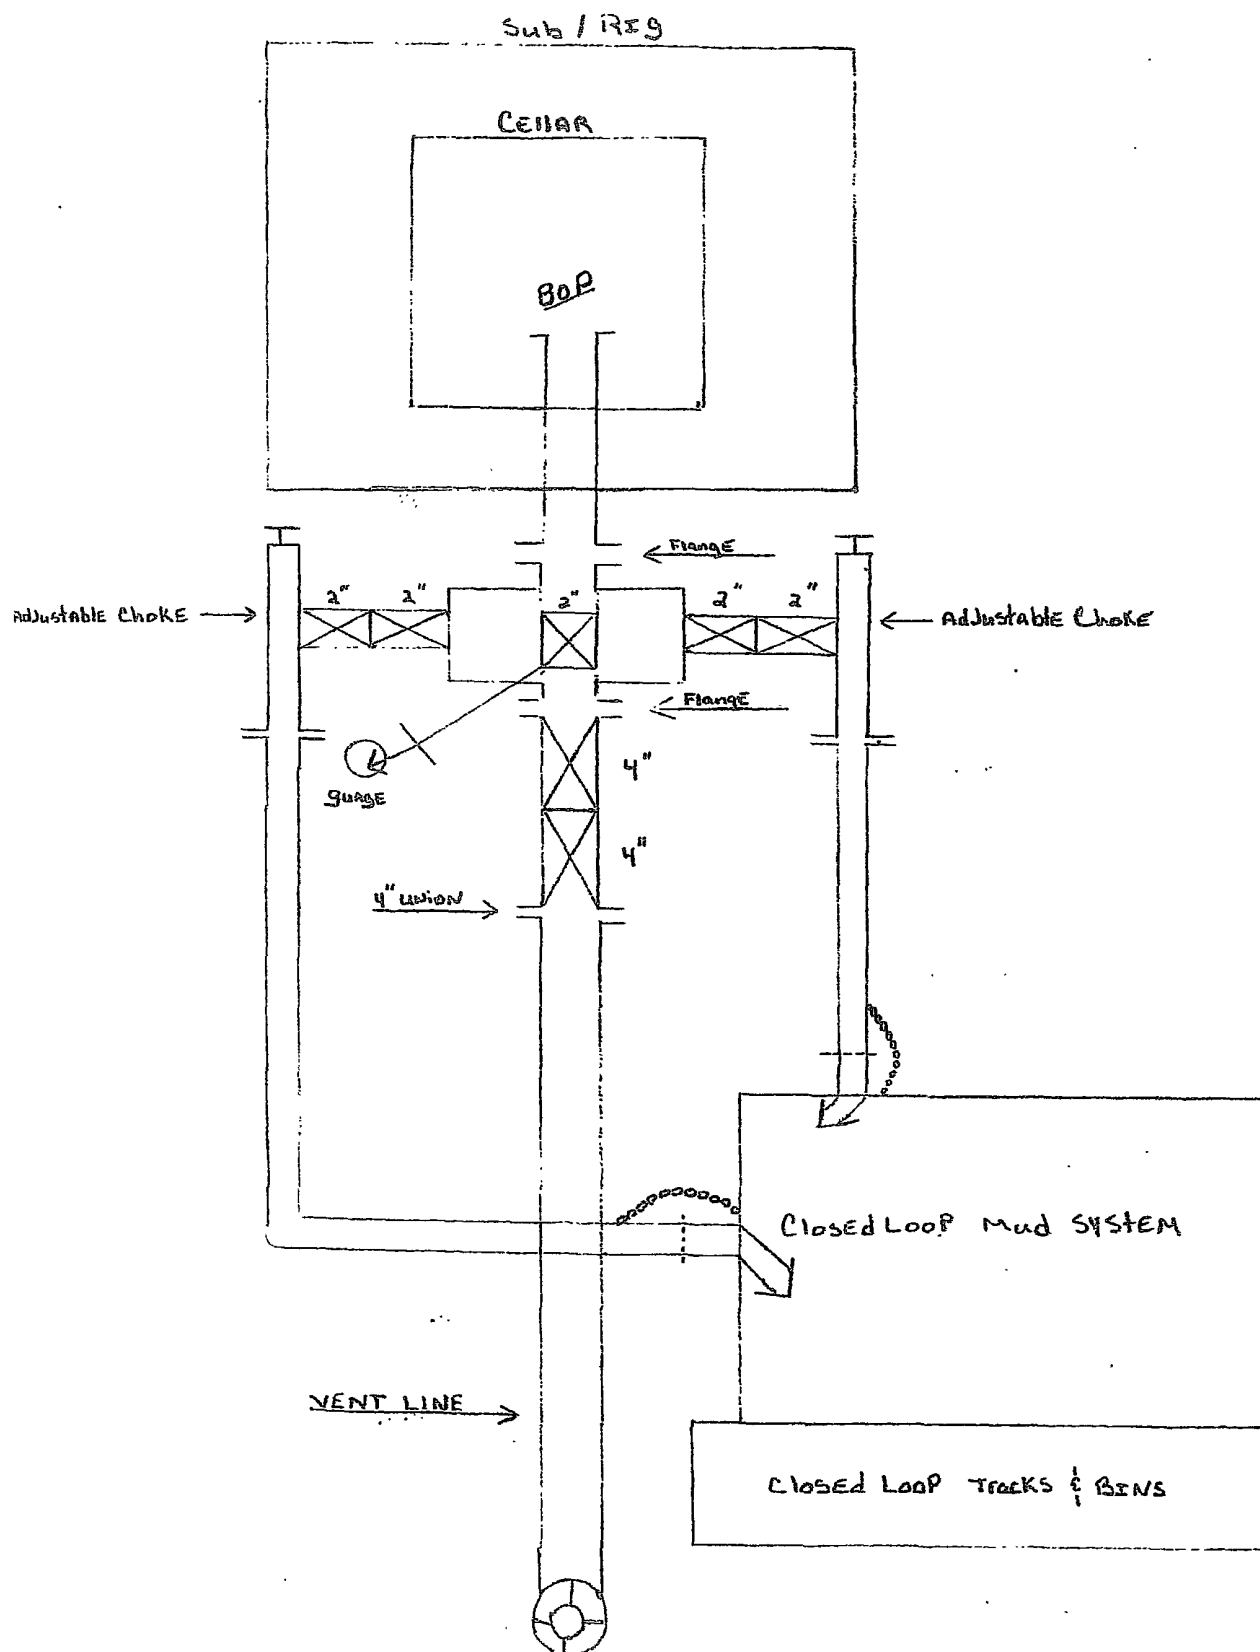 Sub / RIg
CEllAR
BOP
FlangE
2" 2" 2" 2" 2"
AdJustablE ChoKE
AdJustablE ChoKE
FlangE
4"
guagE
4"
4" UNION
Closed Loop Mud SYSTEM
VENT LINE
Closed Loop Tracks & BINS